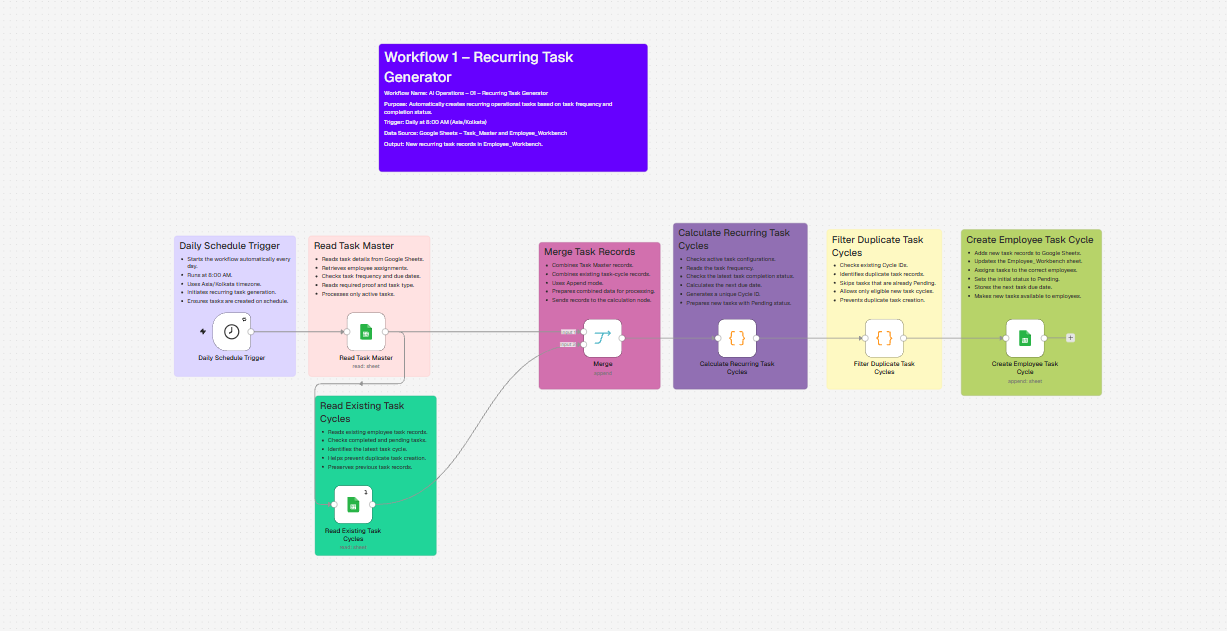 Workflow 1 – Recurring Task
Generator
Workflow Name: AI Operations – 01 – Recurring Task Generator
Purpose: Automatically creates recurring operational tasks based on task frequency and
completion status.
Trigger: Daily at 6:00 AM (Asia/Kolkata)
Data Source: Google Sheets – Task_Master and Employee_Workbench
Output: New recurring task records in Employee_Workbench.
Daily Schedule Trigger
Starts the workflow automatically every
day.
Runs at 6:00 AM.
Uses Asia/Kolkata timezone.
Initiates recurring task generation.
Ensures tasks are created on schedule.
Daily Schedule Trigger
Read Task Master
Reads task details from Google Sheets.
Retrieves employee assignments.
Checks task frequency and due dates.
Reads required proof and task type.
Processes only active tasks.
Read Task Master
read: sheet
Read Existing Task
Cycles
Reads existing employee task records.
Checks completed and pending tasks.
Identifies the latest task cycle.
Helps prevent duplicate task creation.
Preserves previous task records.
Read Existing Task
Cycles
read: sheet
Merge Task Records
Combines Task Master records.
Combines existing task-cycle records.
Uses Append mode.
Prepares combined data for processing.
Sends records to the calculation node.
Merge
append
Calculate Recurring Task
Cycles
Checks active task configurations.
Reads the task frequency.
Checks the latest task completion status.
Calculates the next due date.
Generates a unique Cycle ID.
Prepares new tasks with Pending status.
Calculate Recurring Task
Cycles
Filter Duplicate Task
Cycles
Checks existing Cycle IDs.
Identifies duplicate task records.
Skips tasks that are already Pending.
Allows only eligible new task cycles.
Prevents duplicate task creation.
Filter Duplicate Task
Cycles
Create Employee Task Cycle
Adds new task records to Google Sheets.
Updates the Employee_Workbench sheet.
Assigns tasks to the correct employees.
Sets the initial status to Pending.
Stores the next task due date.
Makes new tasks available to employees.
Create Employee Task
Cycle
append: sheet